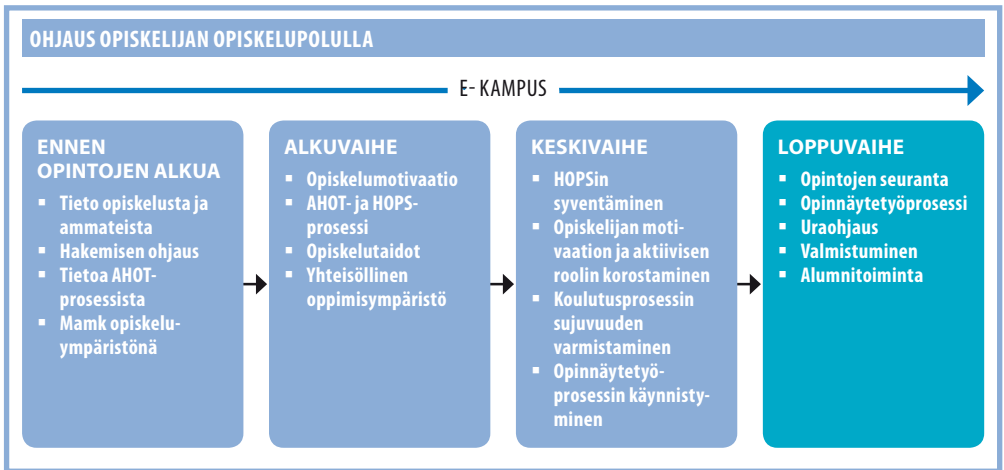 OHJAUS OPISKELIJAN OPISKELUPOLULLA
E- KAMPUS
ENNEN
OPINTOJEN ALKUA
▪ Tieto opiskelusta ja
ammateista
▪ Hakemisen ohjaus
▪ Tietoa AHOT-
prosessista
▪ Mamk opiskelu-
ympäristönä
ALKUVAIHE
▪ Opiskelumotivaatio
▪ AHOT- ja HOPS-
prosessi
▪ Opiskelutaidot
▪ Yhteisöllinen
oppimisympäristö
KESKIVAIHE
▪ HOPSin
syventäminen
▪ Opiskelijan moti-
vaation ja aktiivisen
roolin korostaminen
▪ Koulutusprosessin
sujuvuuden
varmistaminen
▪ Opinnäytetyö-
prosessin käynnisty-
minen
LOPPUVAIHE
▪ Opintojen seuranta
▪ Opinnäytetyöprosessi
▪ Uraohjaus
▪ Valmistuminen
▪ Alumnitoiminta